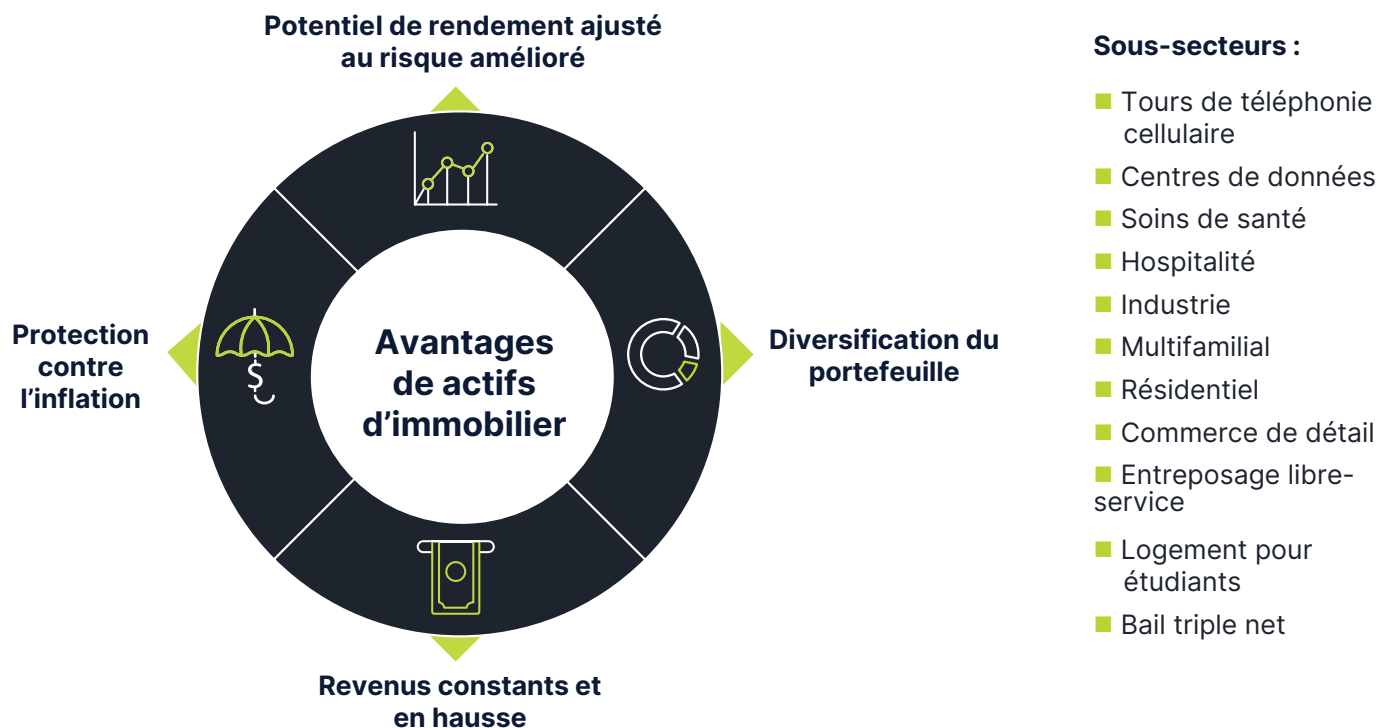 Potentiel de rendement ajusté
au risque amélioré
Protection
contre
l’inflation
$
Avantages
de actifs
d’immobilier
Diversification du
portefeuille
Revenus constants et
en hausse
Sous-secteurs :
Tours de téléphonie
cellulaire
Centres de données
Soins de santé
Hospitalité
Industrie
Multifamilial
Résidentiel
Commerce de détail
Entreposage libre-
service
Logement pour
étudiants
Bail triple net